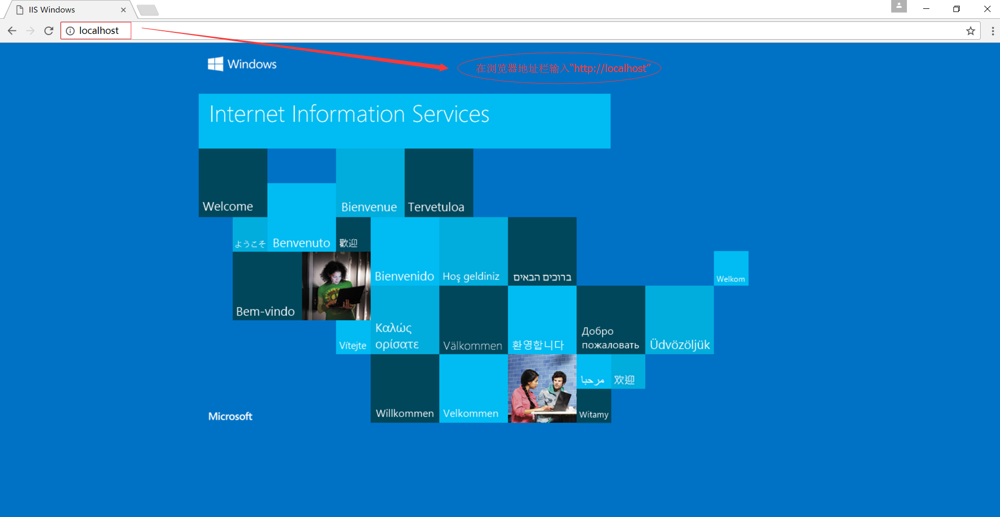 IIS Windows
localhost
Windows
在浏览器地址栏输入“http://localhost”
Internet Information Services
Welcome
Bienvenue
Tervetuloa
ようこそ
Benvenuto
歡迎
Bienvenido
Hoş geldiniz
ברוכים הבאים
Welkom
Bem-vindo
Vítejte
Καλώς
ορίσατε
Välkommen
환영합니다
Добро
пожаловать
Üdvözöljük
مرحبا
欢迎
Willkommen
Velkommen
Witamy
Microsoft